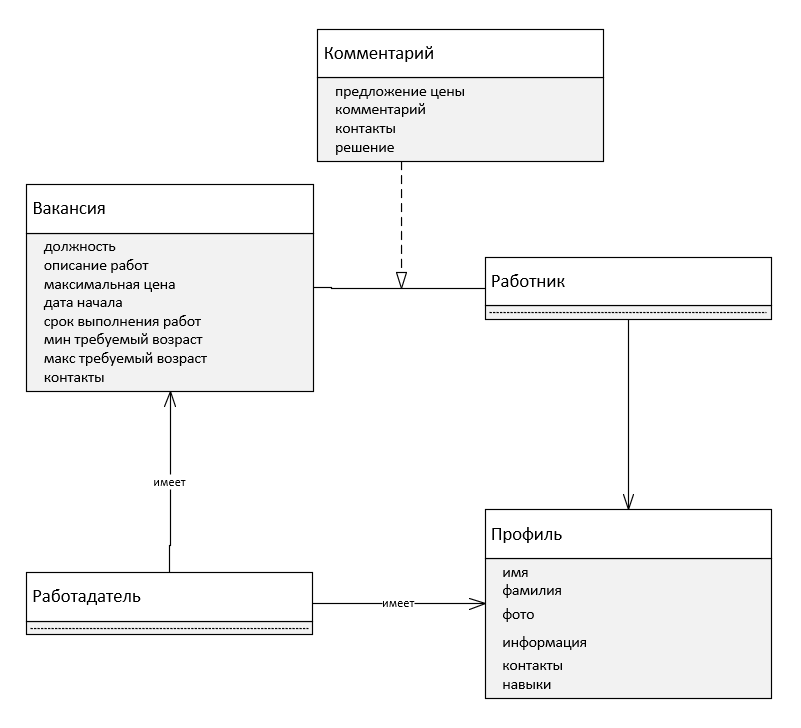 Комментарий
предложение цены
комментарий
контакты
решение
Вакансия
должность
описание работ
максимальная цена
дата начала
срок выполнения работ
мин требуемый возраст
макс требуемый возраст
контакты
Работник
имеет
Работадатель
имеет
Профиль
имя
фамилия
фото
информация
контакты
навыки